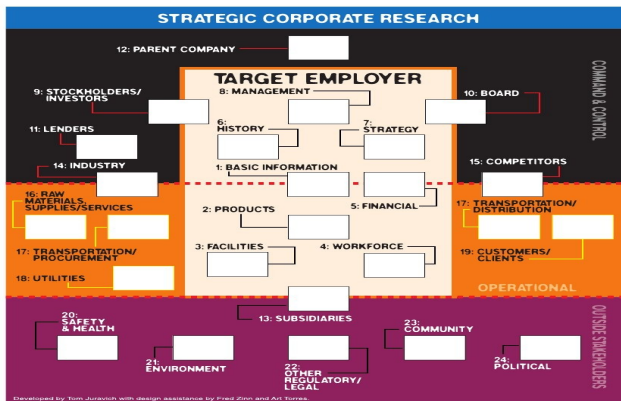 STRATEGIC CORPORATE RESEARCH
12: PARENT COMPANY
TARGET EMPLOYER
8: MANAGEMENT
9: STOCKHOLDERS/
INVESTORS
10: BOARD
COMMAND & CONTROL
11: LENDERS
6:
HISTORY
7:
STRATEGY
14: INDUSTRY
1: BASIC INFORMATION
15: COMPETITORS
16: RAW
MATERIALS
SUPPLIES/SERVICES
2: PRODUCTS
5: FINANCIAL
17: TRANSPORTATION/
DISTRIBUTION
17: TRANSPORTATION/
PROCUREMENT
3: FACILITIES
4: WORKFORCE
19: CUSTOMERS/
CLIENTS
18: UTILITIES
OPERATIONAL
13: SUBSIDIARIES
OUTSIDE STAKEHOLDERS
20:
SAFETY
& HEALTH
21:
ENVIRONMENT
22:
OTHER
REGULATORY/
LEGAL
23:
COMMUNITY
24:
POLITICAL
Developed by Tom Juravich with design assistance by Fred Zinn and Art Torres.